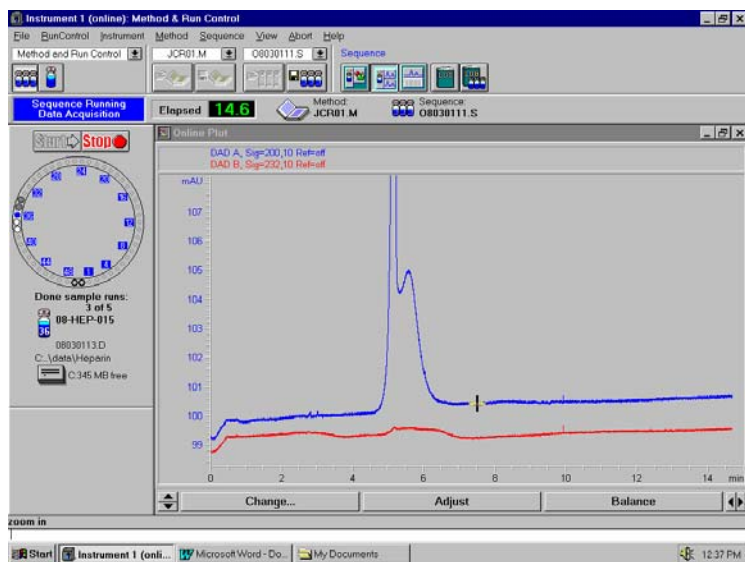 Instrument 1 (online): Method & Run Control
File RunControl Instrument Method Sequence View Abort Help
Method and Run Control JCR01.M 08030111.S Sequence
Sequence Running
Data Acquisition
Elapsed 14.6
Method:
JCR01.M
Sequence:
08030111.S
Start Stop
Online Plot
DAD A, Sig=200,10 Ref=off
DAD B, Sig=232,10 Ref=off
mAU
107
106
105
104
103
102
101
100
99
0 2 4 6 8 10 12 14 min
Done sample runs:
3 of 5
08-HEP-015
36
08030113.D
C:..\data\Heparin
C:345 MB free
Change... Adjust Balance
zoom in
Start Instrument 1 (onli... Microsoft Word - Do... My Documents 12:37 PM